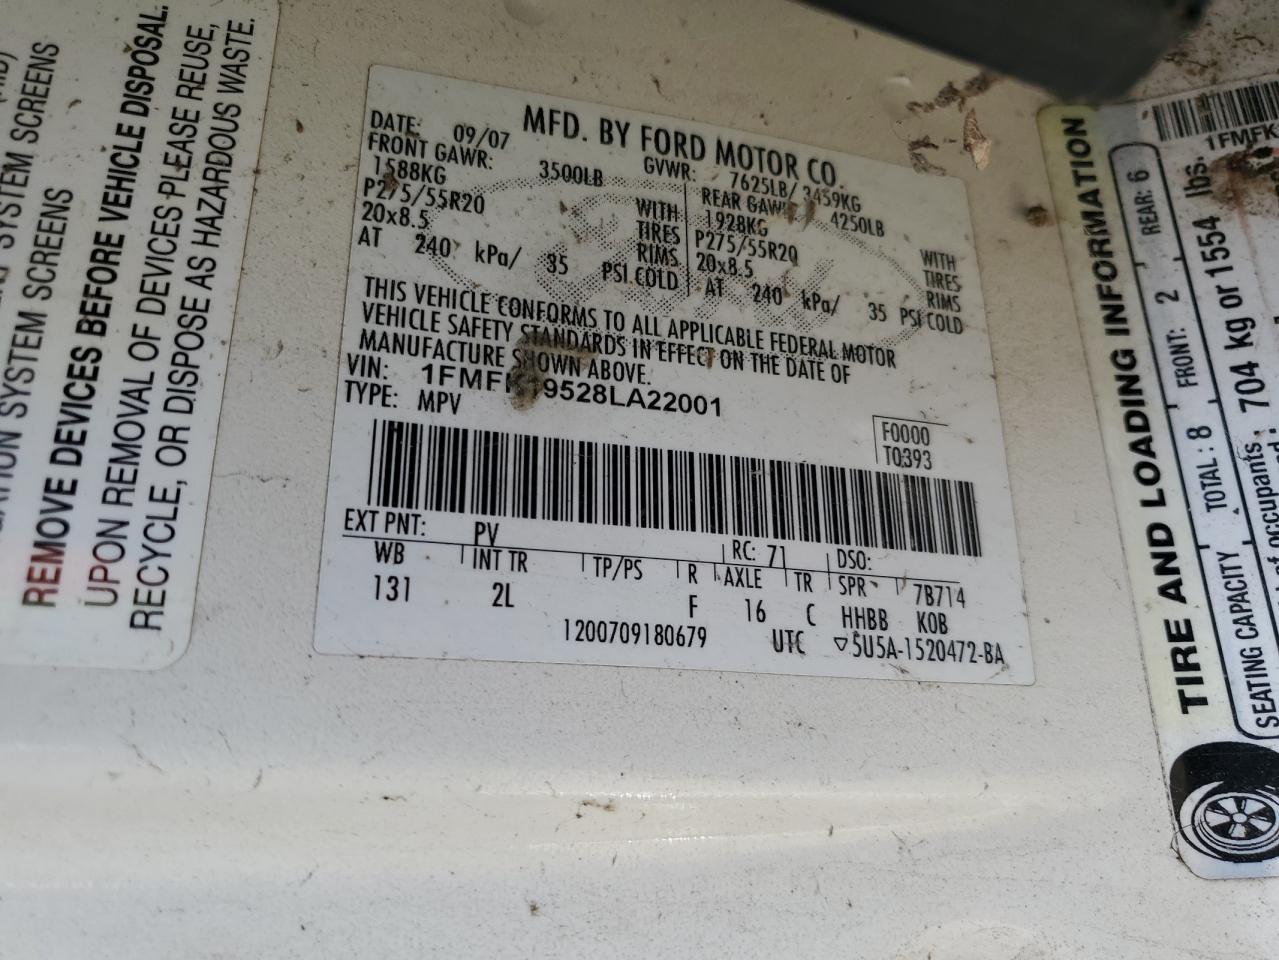 SYSTEM SCREENS
ATION SYSTEM SCREENS
REMOVE DEVICES BEFORE VEHICLE DISPOSAL.
UPON REMOVAL OF DEVICES PLEASE REUSE,
RECYCLE, OR DISPOSE AS HAZARDOUS WASTE.
MFD. BY FORD MOTOR CO.
DATE: 09/07 GVWR: 7625LB/ 3459KG
FRONT GAWR: 3500LB REAR GAWR: 4250LB
1588KG WITH 1928KG WITH
P275/55R20 TIRES P275/55R20 TIRES
20x8.5 RIMS 20x8.5 RIMS
AT 240 kPa/ 35 PSI COLD AT 240 kPa/ 35 PSI COLD
THIS VEHICLE CONFORMS TO ALL APPLICABLE FEDERAL MOTOR
VEHICLE SAFETY STANDARDS IN EFFECT ON THE DATE OF
MANUFACTURE SHOWN ABOVE.
VIN: 1FMF 9528LA22001
TYPE: MPV
F0000
T0393
EXT PNT: PV RC: 71 DSO:
WB INT TR TP/PS R AXLE TR SPR 7B714
131 2L F 16 C HHBB KOB
1200709180679 UTC ▽5U5A-1520472-BA
1FMFK
TIRE AND LOADING INFORMATION
SEATING CAPACITY TOTAL: 8 FRONT: 2 REAR: 6
of occupants 704 kg or 1554 lbs.